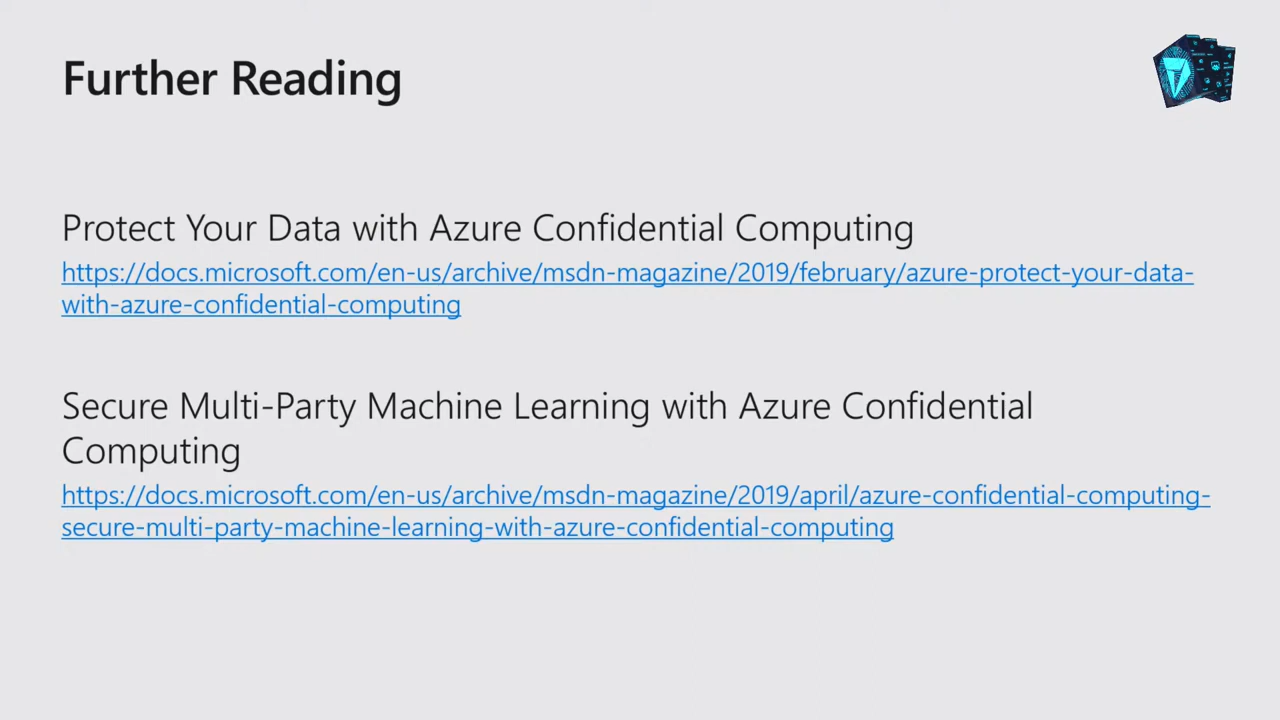 Further Reading
Protect Your Data with Azure Confidential Computing
https://docs.microsoft.com/en-us/archive/msdn-magazine/2019/february/azure-protect-your-data-
with-azure-confidential-computing
Secure Multi-Party Machine Learning with Azure Confidential
Computing
https://docs.microsoft.com/en-us/archive/msdn-magazine/2019/april/azure-confidential-computing-
secure-multi-party-machine-learning-with-azure-confidential-computing